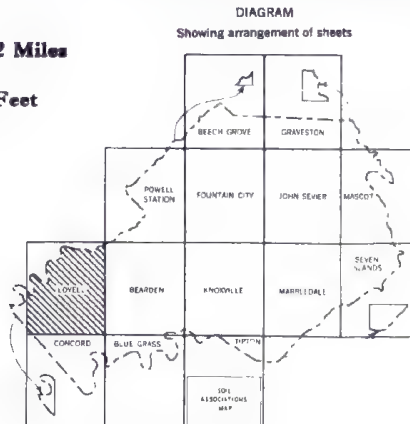 DIAGRAM
Showing arrangement of sheets
2 Miles
Feet
BEECH GROVE
GRAVESTON
POWELL
STATION
FOUNTAIN CITY
JOHN SEVIER
MASCOT
LOVELL
BEARDEN
KNOXVILLE
MARBLEDALE
SEVEN
ISLANDS
CONCORD
BLUE GRASS
TIPTON
SOIL
ASSOCIATIONS
MAP